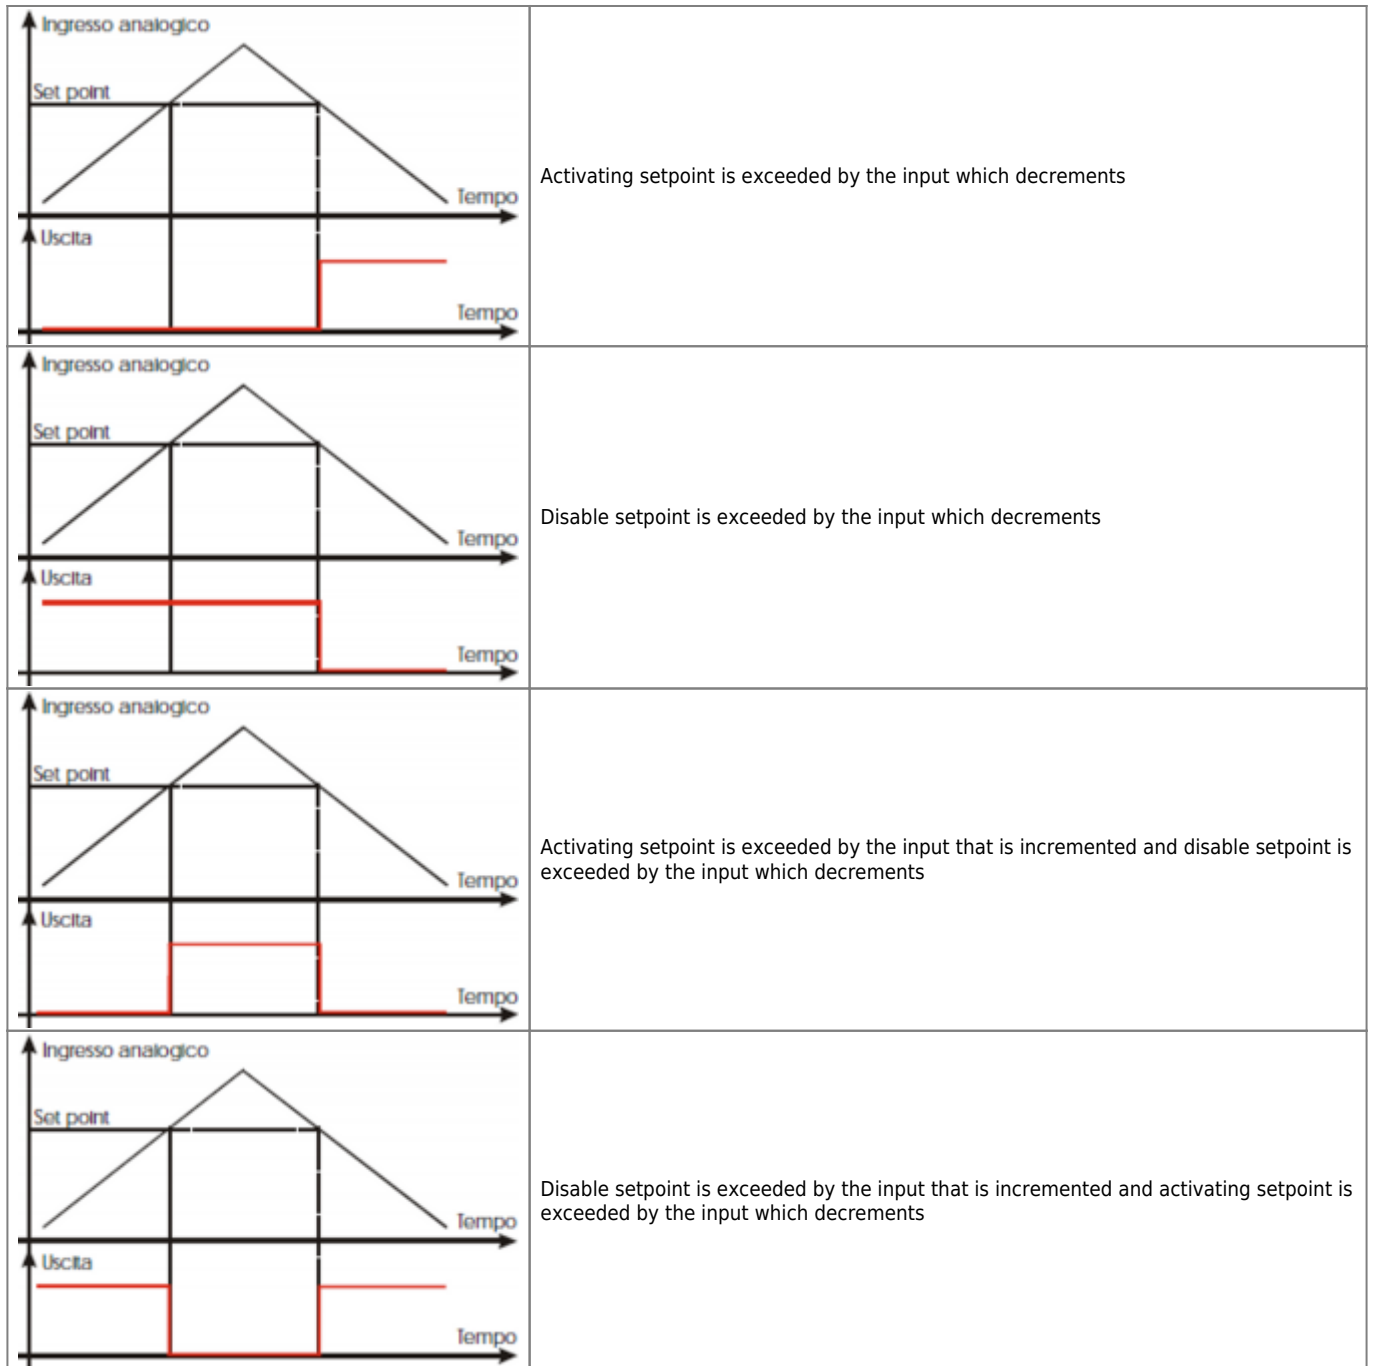 Ingresso analogico
Set point
Tempo
Uscita
Tempo
Activating setpoint is exceeded by the input which decrements
Ingresso analogico
Set point
Tempo
Uscita
Tempo
Disable setpoint is exceeded by the input which decrements
Ingresso analogico
Set point
Tempo
Uscita
Tempo
Activating setpoint is exceeded by the input that is incremented and disable setpoint is
exceeded by the input which decrements
Ingresso analogico
Set point
Tempo
Uscita
Tempo
Disable setpoint is exceeded by the input that is incremented and activating setpoint is
exceeded by the input which decrements